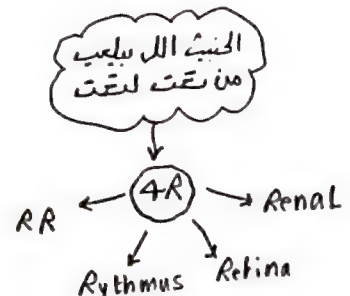 الخبيث اللي بيلعب
من تحت لتحت
4R
RR
Renal
Rythmus
Retina